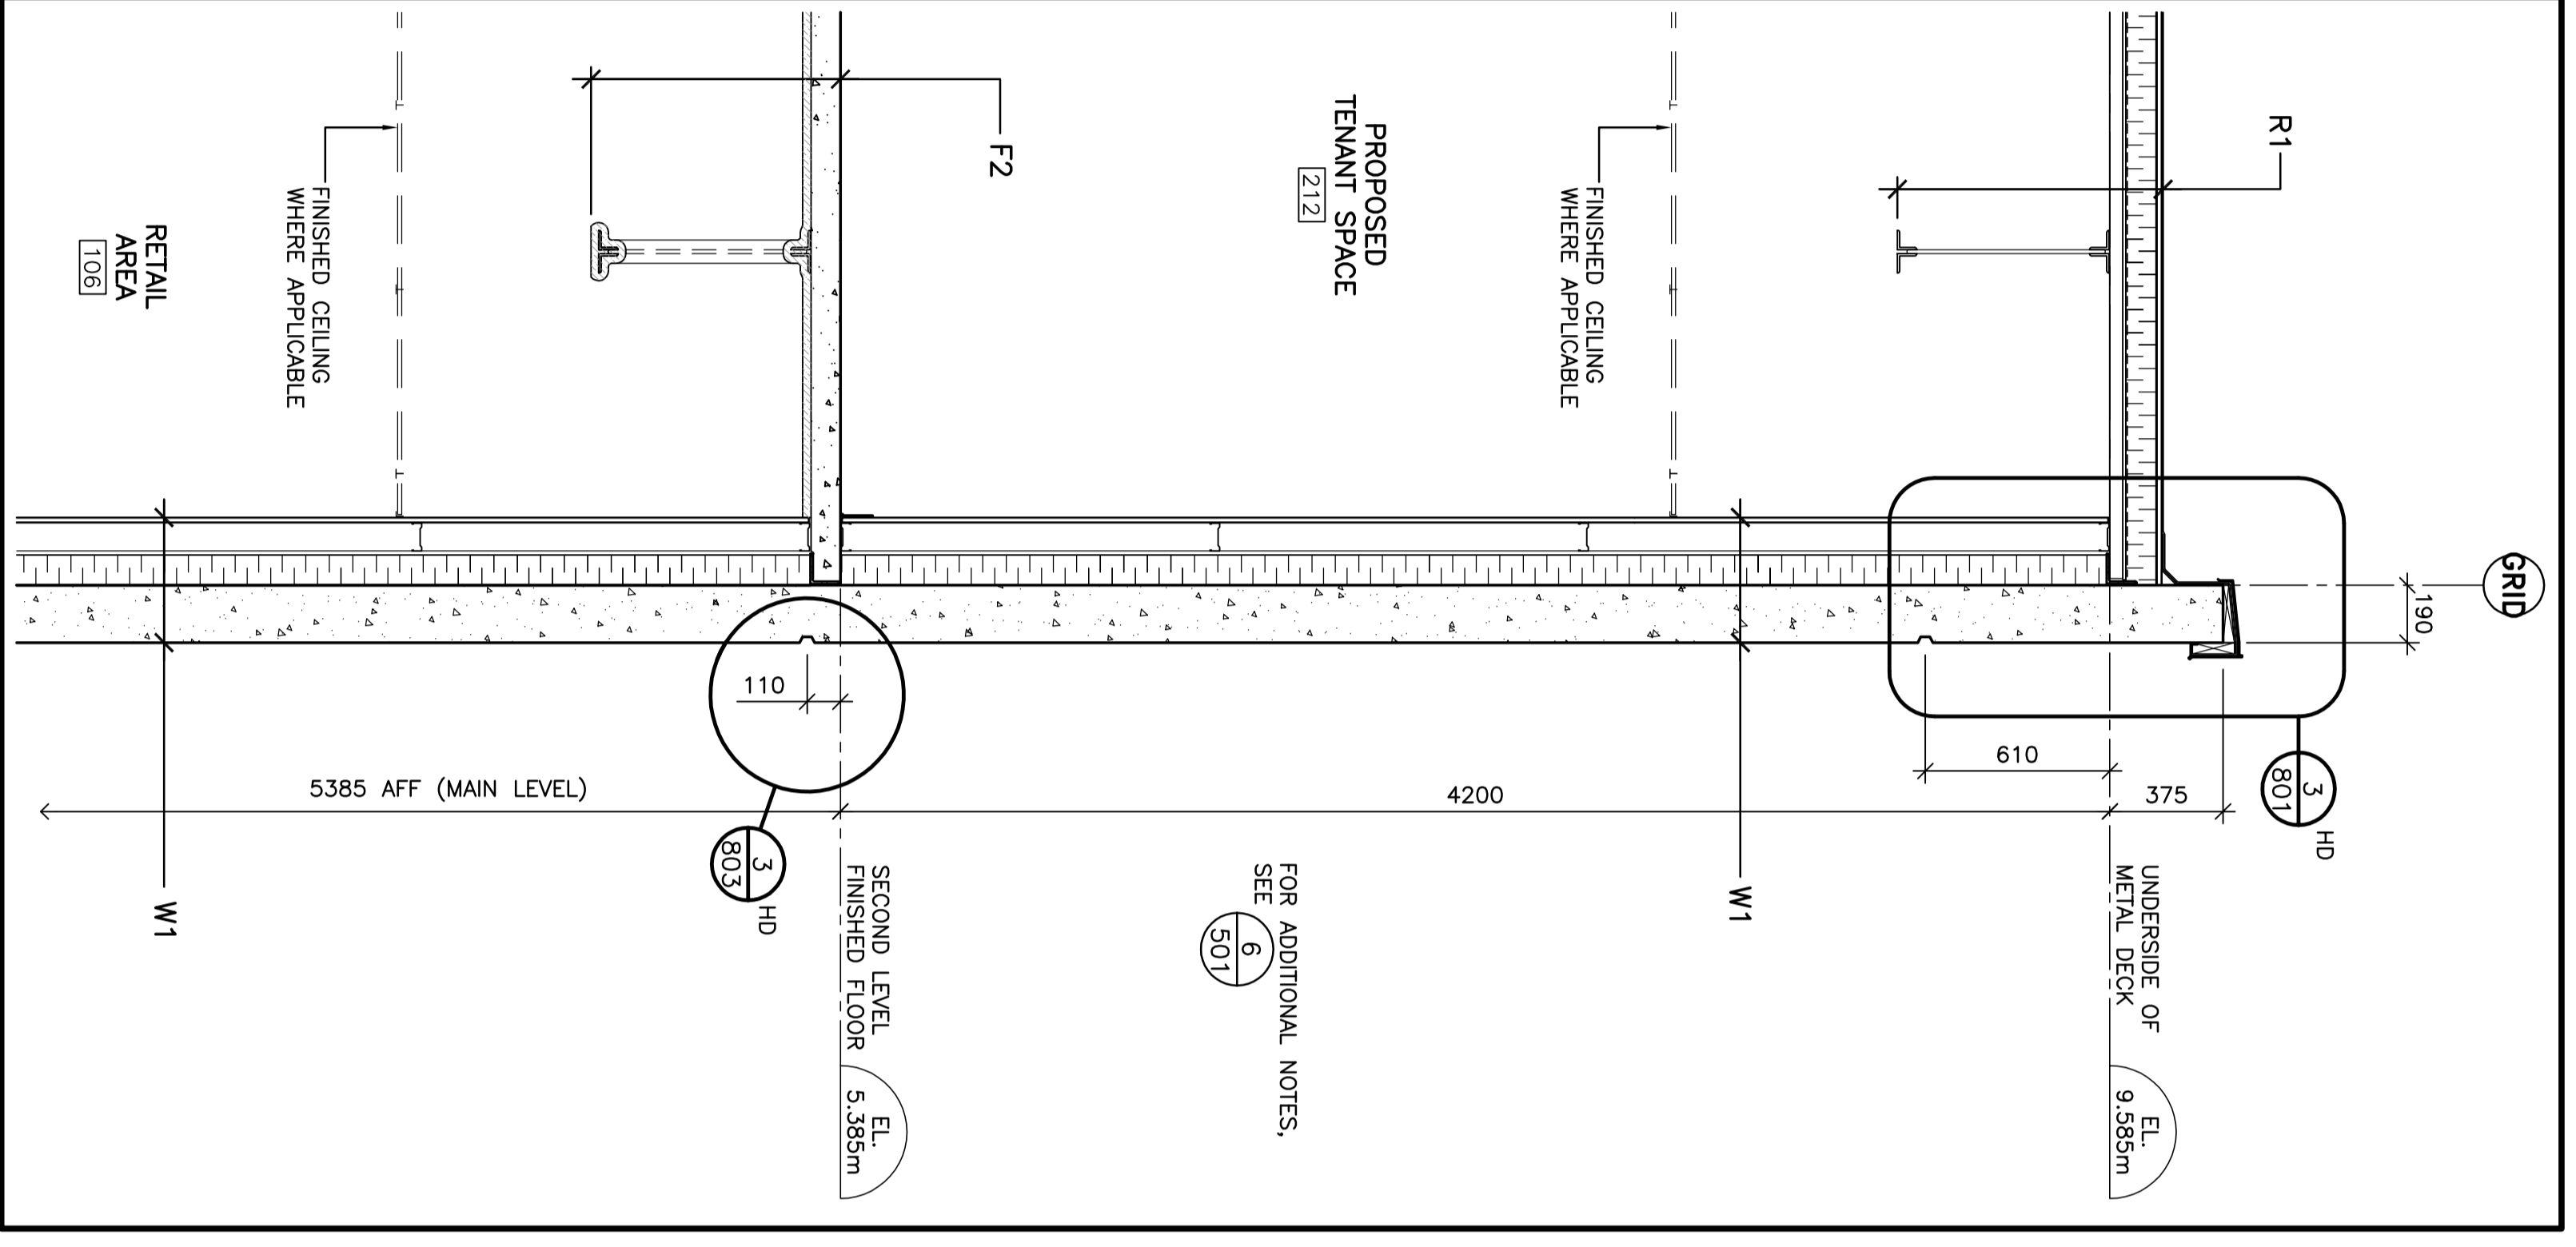 GRID
190
R1
3
801
HD
375
610
UNDERSIDE OF
METAL DECK
EL.
9.585m
FINISHED CEILING
WHERE APPLICABLE
W1
4200
PROPOSED
TENANT SPACE
212
FOR ADDITIONAL NOTES,
SEE
6
501
F2
SECOND LEVEL
FINISHED FLOOR
EL.
5.385m
110
3
803
HD
5385 AFF (MAIN LEVEL)
FINISHED CEILING
WHERE APPLICABLE
RETAIL
AREA
106
W1